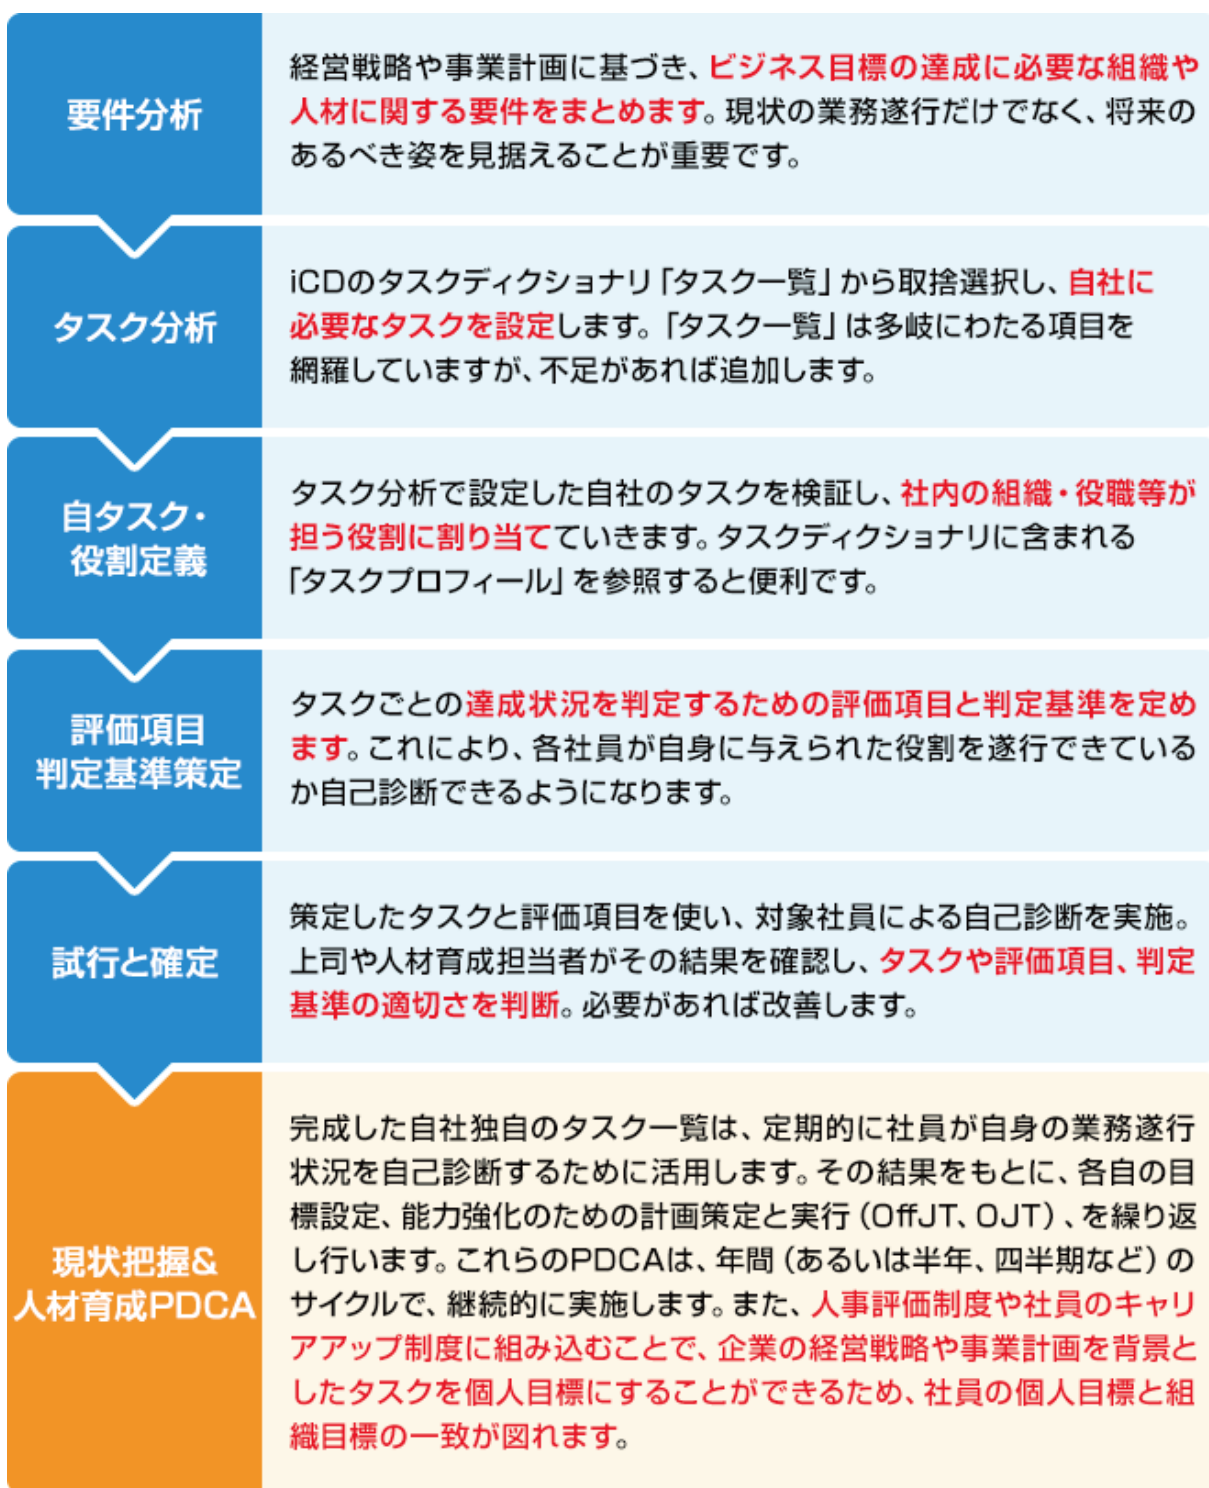 要件分析
経営戦略や事業計画に基づき、ビジネス目標の達成に必要な組織や
人材に関する要件をまとめます。現状の業務遂行だけでなく、将来の
あるべき姿を見据えることが重要です。
タスク分析
iCDのタスクディクショナリ「タスク一覧」から取捨選択し、自社に
必要なタスクを設定します。「タスク一覧」は多岐にわたる項目を
網羅していますが、不足があれば追加します。
自タスク・
役割定義
タスク分析で設定した自社のタスクを検証し、社内の組織・役職等が
担う役割に割り当てていきます。タスクディクショナリに含まれる
「タスクプロフィール」を参照すると便利です。
評価項目
判定基準策定
タスクごとの達成状況を判定するための評価項目と判定基準を定め
ます。これにより、各社員が自身に与えられた役割を遂行できている
か自己診断できるようになります。
試行と確定
策定したタスクと評価項目を使い、対象社員による自己診断を実施。
上司や人材育成担当者がその結果を確認し、タスクや評価項目、判定
基準の適切さを判断。必要があれば改善します。
現状把握&
人材育成PDCA
完成した自社独自のタスク一覧は、定期的に社員が自身の業務遂行
状況を自己診断するために活用します。その結果をもとに、各自の目
標設定、能力強化のための計画策定と実行（OffJT、OJT）、を繰り返
し行います。これらのPDCAは、年間（あるいは半年、四半期など）の
サイクルで、継続的に実施します。また、人事評価制度や社員のキャリ
アアップ制度に組み込むことで、企業の経営戦略や事業計画を背景と
したタスクを個人目標にすることができるため、社員の個人目標と組
織目標の一致が図れます。